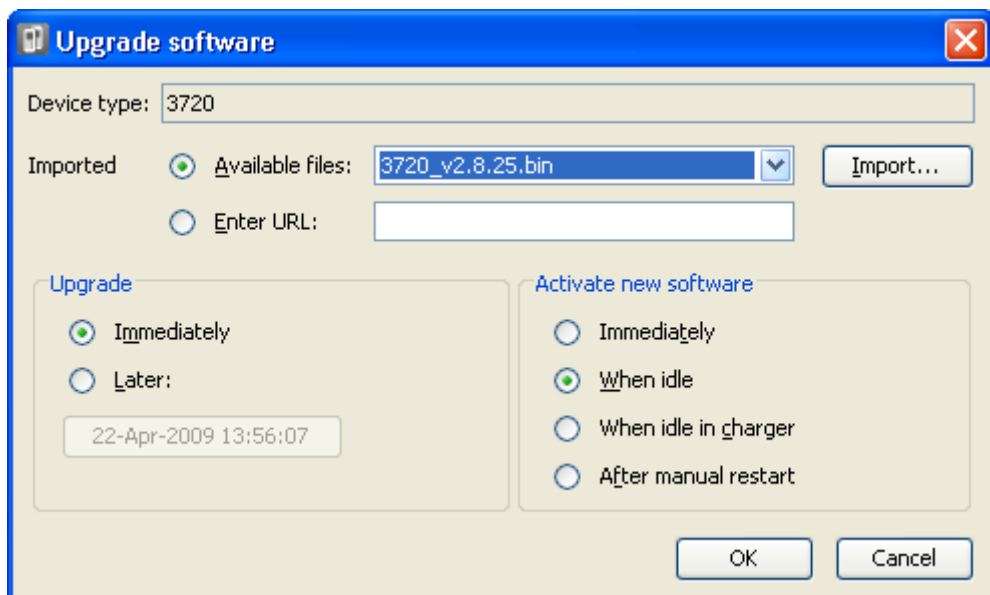 Upgrade software
Device type: 3720
Imported Available files: 3720_v2.8.25.bin Import...
Enter URL:
Upgrade
Immediately
Later:
22-Apr-2009 13:56:07
Activate new software
Immediately
When idle
When idle in charger
After manual restart
OK Cancel